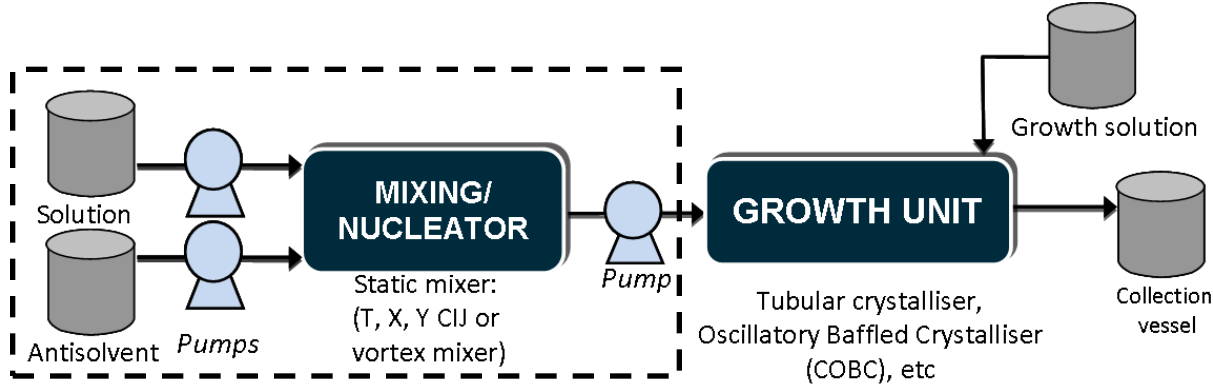 Solution
Antisolvent
Pumps
MIXING/
NUCLEATOR
Static mixer:
(T, X, Y CIJ or
vortex mixer)
Pump
GROWTH UNIT
Tubular crystalliser,
Oscillatory Baffled Crystalliser
(COBC), etc
Growth solution
Collection
vessel